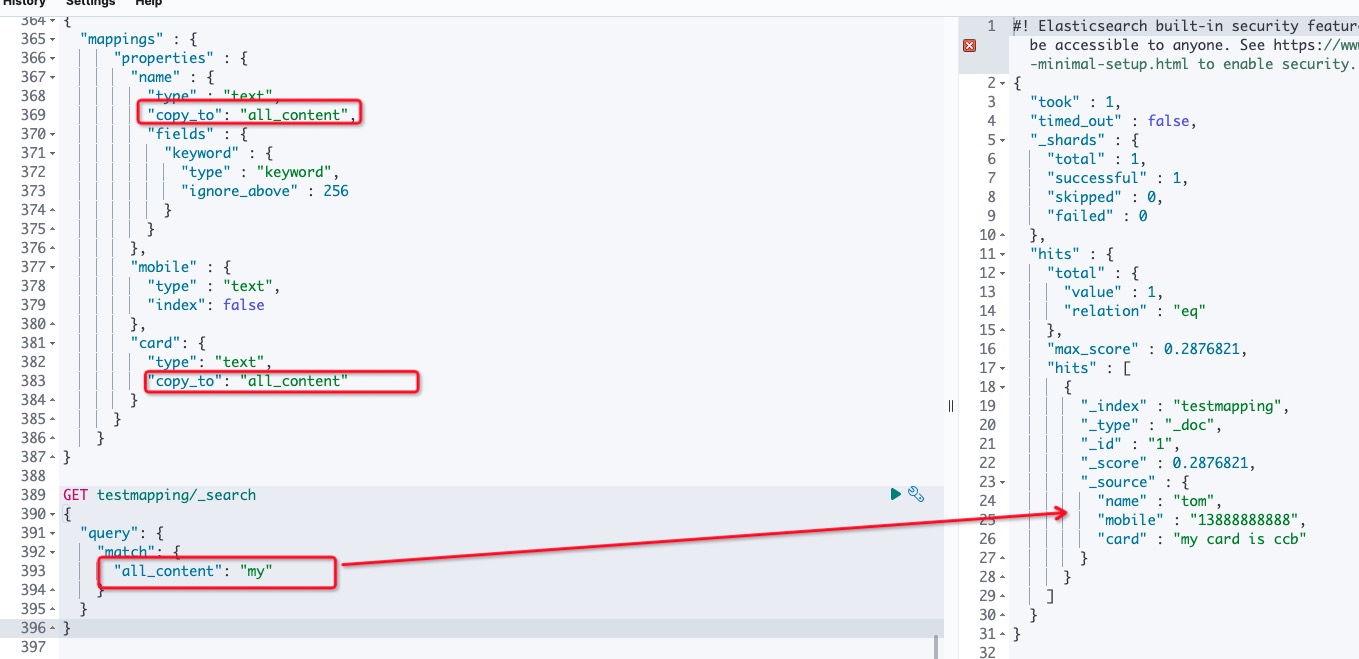 History Settings Help
364 {
365 "mappings" : {
366 "properties" : {
367 "name" : {
368 "type" : "text",
369 "copy_to": "all_content",
370 "fields" : {
371 "keyword" : {
372 "type" : "keyword",
373 "ignore_above" : 256
374 }
375 }
376 },
377 "mobile" : {
378 "type" : "text",
379 "index": false
380 },
381 "card": {
382 "type": "text",
383 "copy_to": "all_content"
384 }
385 }
386 }
387 }
388
389 GET testmapping/_search
390 {
391 "query": {
392 "match": {
393 "all_content": "my"
394 }
395 }
396 }
397
1 #! Elasticsearch built-in security featur
be accessible to anyone. See https://ww
-minimal-setup.html to enable security.
2 {
3 "took" : 1,
4 "timed_out" : false,
5 "_shards" : {
6 "total" : 1,
7 "successful" : 1,
8 "skipped" : 0,
9 "failed" : 0
10 },
11 "hits" : {
12 "total" : {
13 "value" : 1,
14 "relation" : "eq"
15 },
16 "max_score" : 0.2876821,
17 "hits" : [
18 {
19 "_index" : "testmapping",
20 "_type" : "_doc",
21 "_id" : "1",
22 "_score" : 0.2876821,
23 "_source" : {
24 "name" : "tom",
25 "mobile" : "13888888888",
26 "card" : "my card is ccb"
27 }
28 }
29 ]
30 }
31 }
32